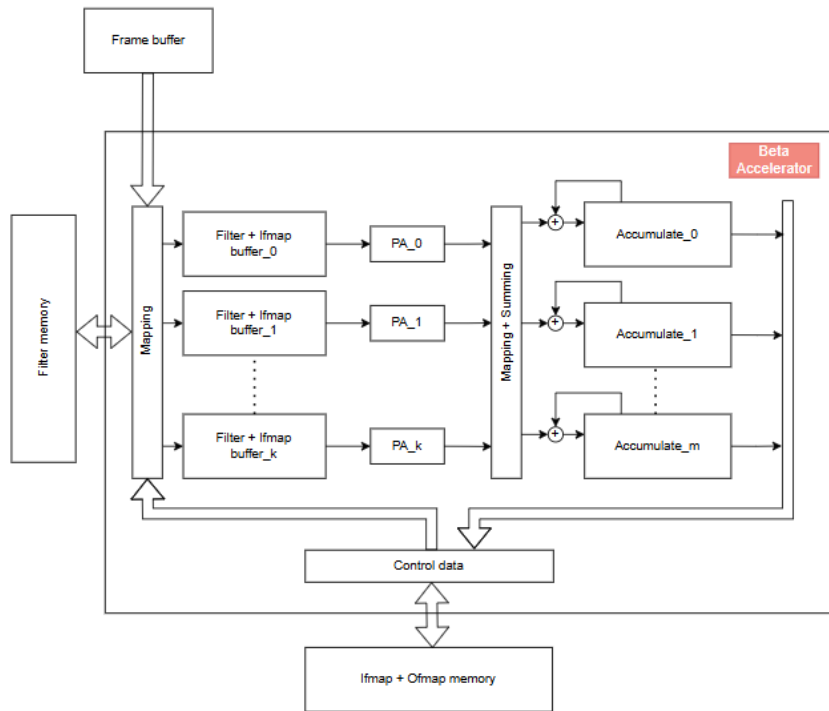 Frame buffer
Beta
Accelerator
Filter memory
Mapping
Filter + Ifmap
buffer_0
PA_0
Mapping + Summing
+
Accumulate_0
Filter + Ifmap
buffer_1
PA_1
+
Accumulate_1
Filter + Ifmap
buffer_k
PA_k
+
Accumulate_m
Control data
Ifmap + Ofmap memory